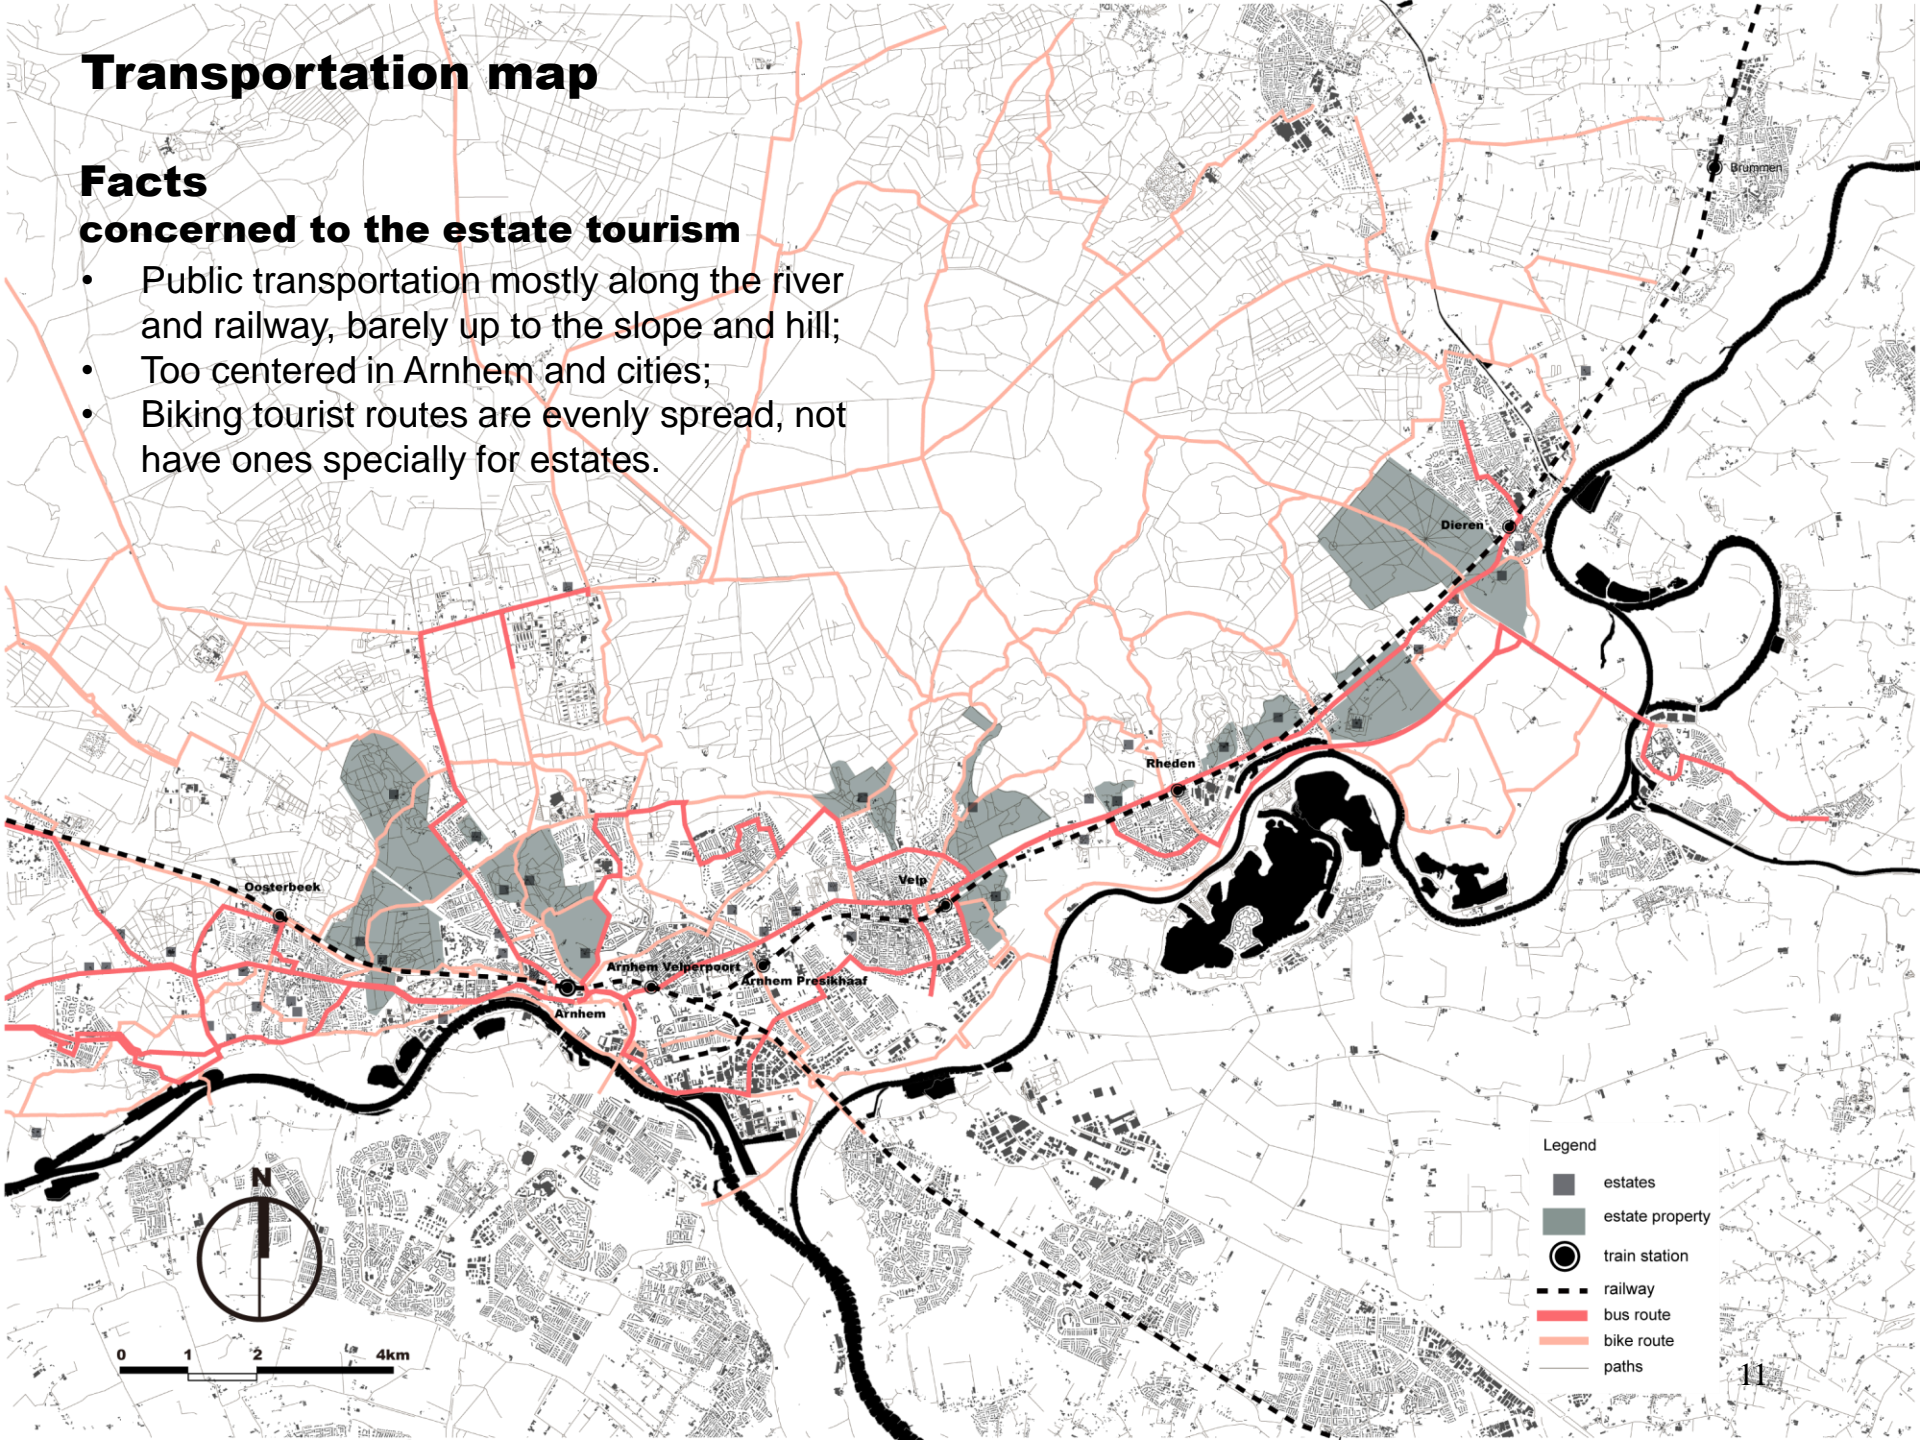 Transportation map
Facts
concerned to the estate tourism
• Public transportation mostly along the river
and railway, barely up to the slope and hill;
• Too centered in Arnhem and cities;
• Biking tourist routes are evenly spread, not
have ones specially for estates.
Brummen
Dieren
Rheden
Velp
Oosterbeek
Arnhem Velperpoort
Arnhem Presikhaaf
Arnhem
N
0 1 2 4km
Legend
estates
estate property
train station
railway
bus route
bike route
paths
11